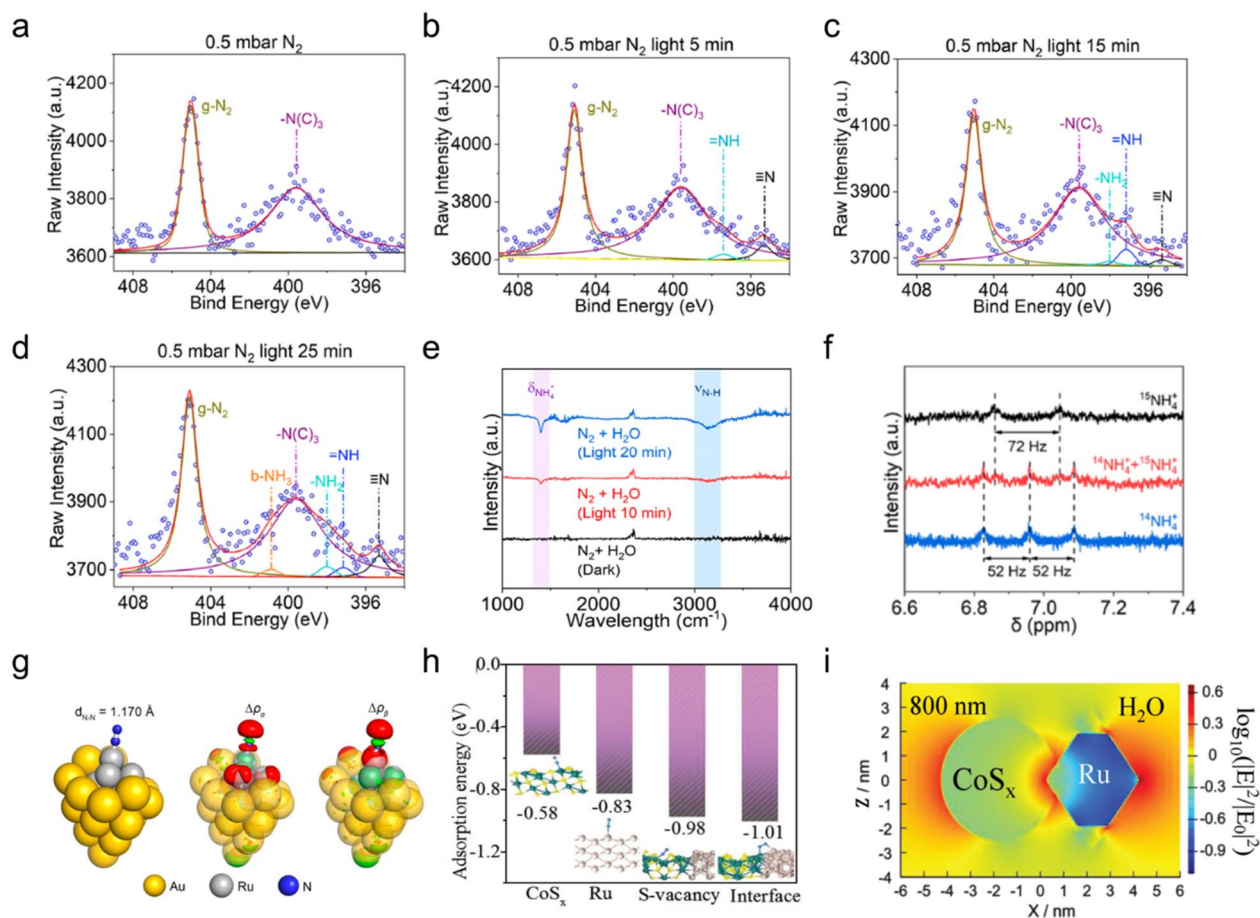 a
0.5 mbar N₂
Raw Intensity (a.u.)
4200
4000
3800
3600
g-N₂
-N(C)₃
408 404 400 396
Bind Energy (eV)
b
0.5 mbar N₂ light 5 min
Raw Intensity (a.u.)
4200
4000
3800
3600
g-N₂
-N(C)₃
=NH
≡N
408 404 400 396
Bind Energy (eV)
c
0.5 mbar N₂ light 15 min
Raw Intensity (a.u.)
4300
4100
3900
3700
g-N₂
-N(C)₃
=NH
-NH₂
≡N
408 404 400 396
Bind Energy (eV)
d
0.5 mbar N₂ light 25 min
Raw Intensity (a.u.)
4300
4100
3900
3700
g-N₂
-N(C)₃
=NH
b-NH₃
-NH₂
≡N
408 404 400 396
Bind Energy (eV)
e
Intensity (a.u.)
δNH₄⁺
νN-H
N₂ + H₂O
(Light 20 min)
N₂ + H₂O
(Light 10 min)
N₂+ H₂O
(Dark)
1000 2000 3000 4000
Wavelength (cm⁻¹)
f
Intensity (a.u.)
¹⁵NH₄⁺
72 Hz
¹⁴NH₄⁺+¹⁵NH₄⁺
¹⁴NH₄⁺
52 Hz 52 Hz
6.6 6.8 7.0 7.2 7.4
δ (ppm)
g
dN-N = 1.170 Å
Δρα
Δρβ
Au Ru N
h
Adsorption energy (eV)
0.0
-0.4
-0.8
-1.2
-0.58
-0.83
-0.98
-1.01
CoSₓ Ru S-vacancy Interface
i
800 nm
H₂O
CoSₓ
Ru
Z / nm
4
3
2
1
0
-1
-2
-3
-4
-6 -5 -4 -3 -2 -1 0 1 2 3 4 5 6
X / nm
0.6
0.3
0
-0.3
-0.6
-0.9
log₁₀(|E|²/|E₀|²)